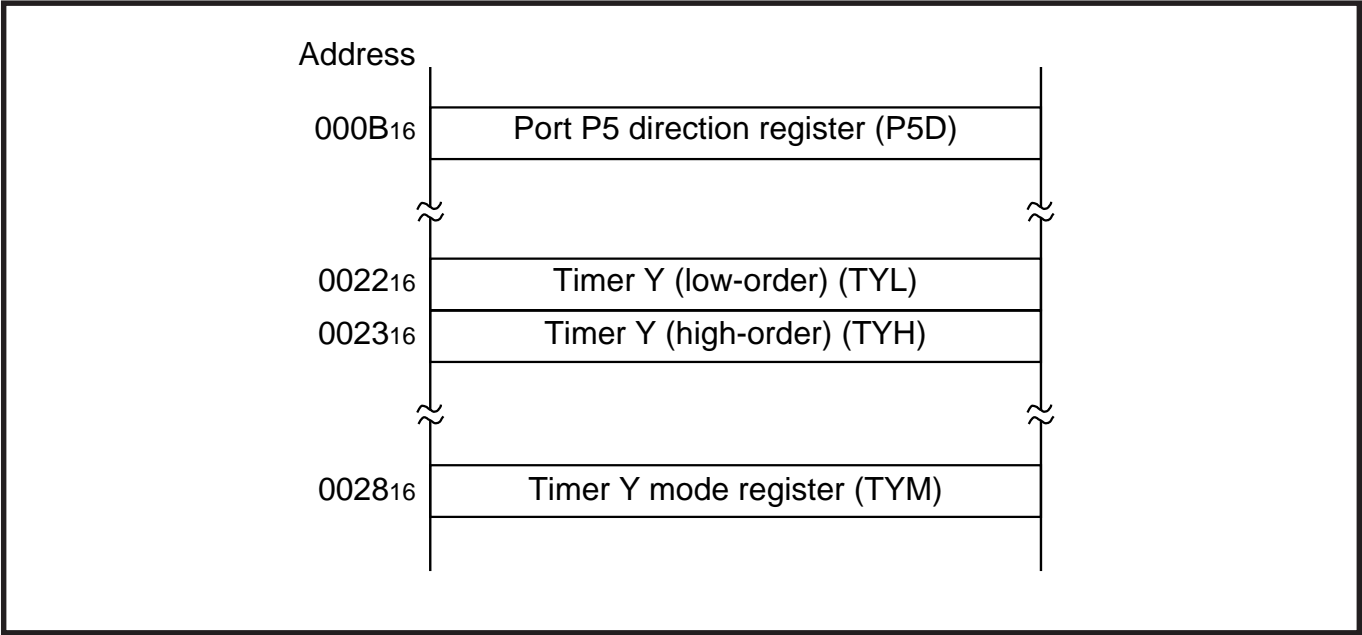 Address
000B16 Port P5 direction register (P5D)
002216 Timer Y (low-order) (TYL)
002316 Timer Y (high-order) (TYH)
002816 Timer Y mode register (TYM)